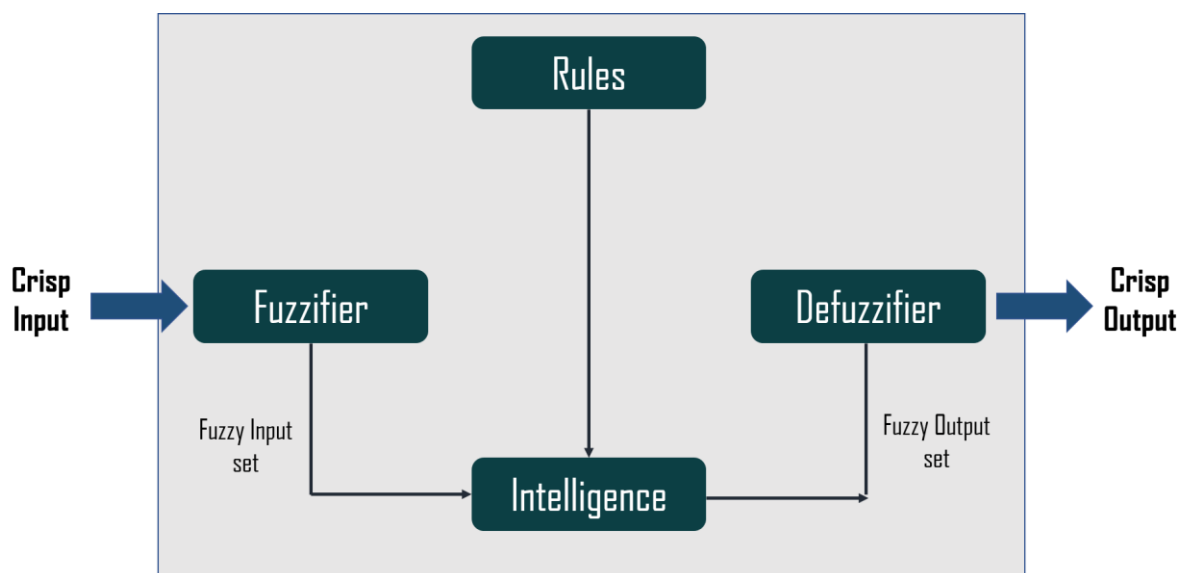 Rules
Crisp
Input
Fuzzifier
Defuzzifier
Crisp
Output
Fuzzy Input
set
Fuzzy Output
set
Intelligence